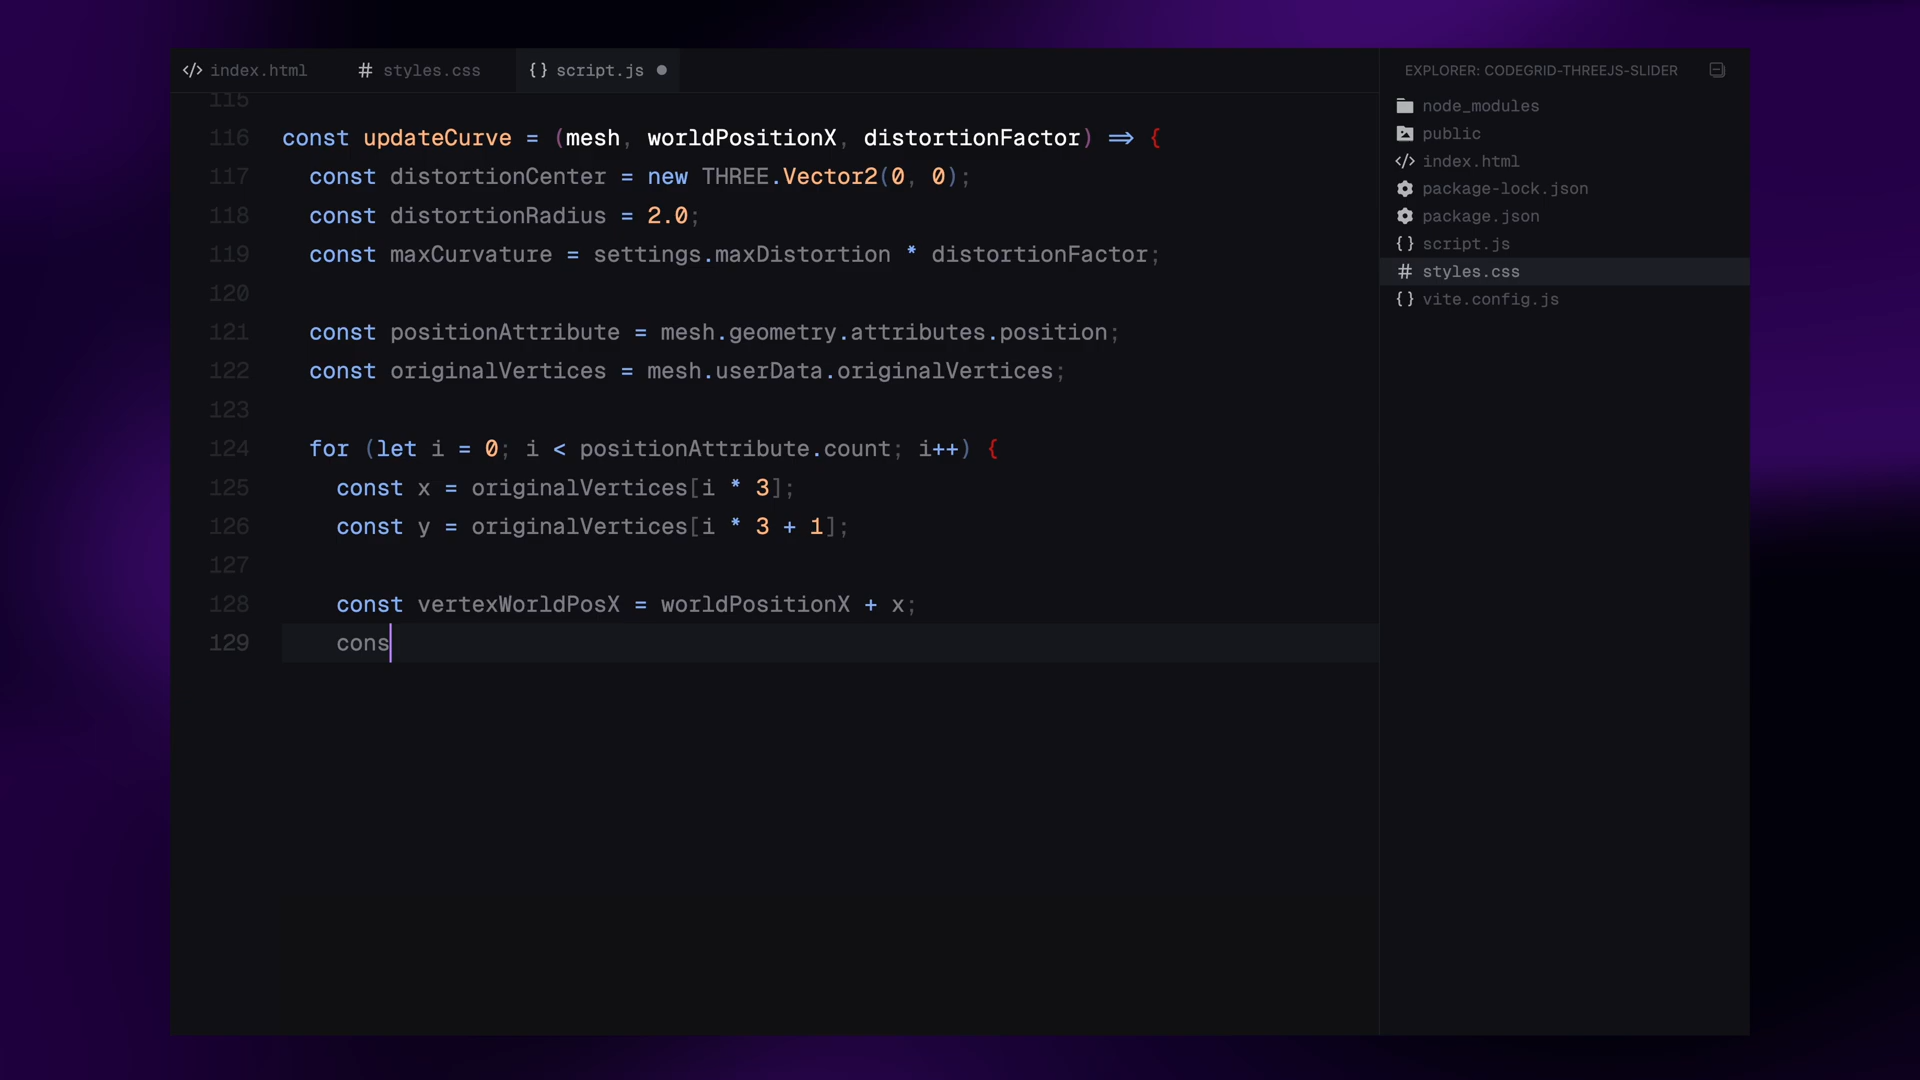 index.html
styles.css
script.js
EXPLORER: CODEGRID-THREEJS-SLIDER
115
116 const updateCurve = (mesh, worldPositionX, distortionFactor) => {
117 const distortionCenter = new THREE.Vector2(0, 0);
118 const distortionRadius = 2.0;
119 const maxCurvature = settings.maxDistortion * distortionFactor;
120
121 const positionAttribute = mesh.geometry.attributes.position;
122 const originalVertices = mesh.userData.originalVertices;
123
124 for (let i = 0; i < positionAttribute.count; i++) {
125 const x = originalVertices[i * 3];
126 const y = originalVertices[i * 3 + 1];
127
128 const vertexWorldPosX = worldPositionX + x;
129 cons
node_modules
public
index.html
package-lock.json
package.json
script.js
styles.css
vite.config.js